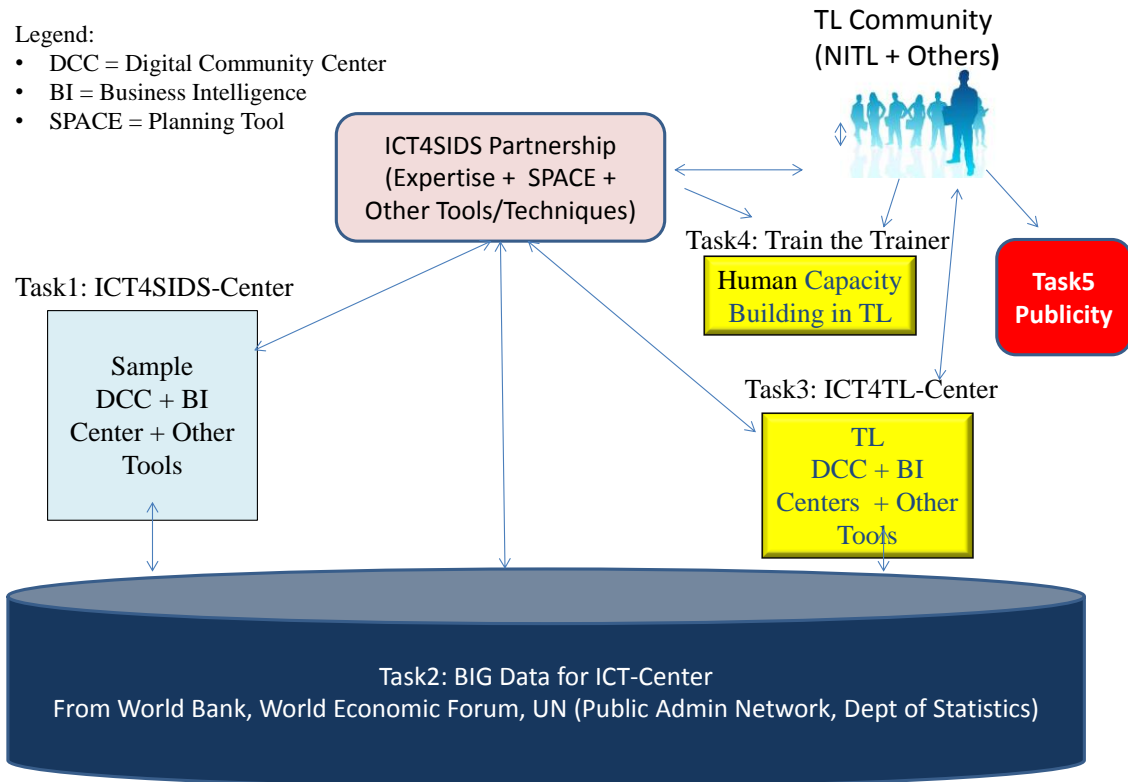 Legend:
• DCC = Digital Community Center
• BI = Business Intelligence
• SPACE = Planning Tool
TL Community
(NITL + Others)
ICT4SIDS Partnership
(Expertise + SPACE +
Other Tools/Techniques)
Task4: Train the Trainer
Human Capacity
Building in TL
Task5
Publicity
Task1: ICT4SIDS-Center
Sample
DCC + BI
Center + Other
Tools
Task3: ICT4TL-Center
TL
DCC + BI
Centers + Other
Tools
Task2: BIG Data for ICT-Center
From World Bank, World Economic Forum, UN (Public Admin Network, Dept of Statistics)